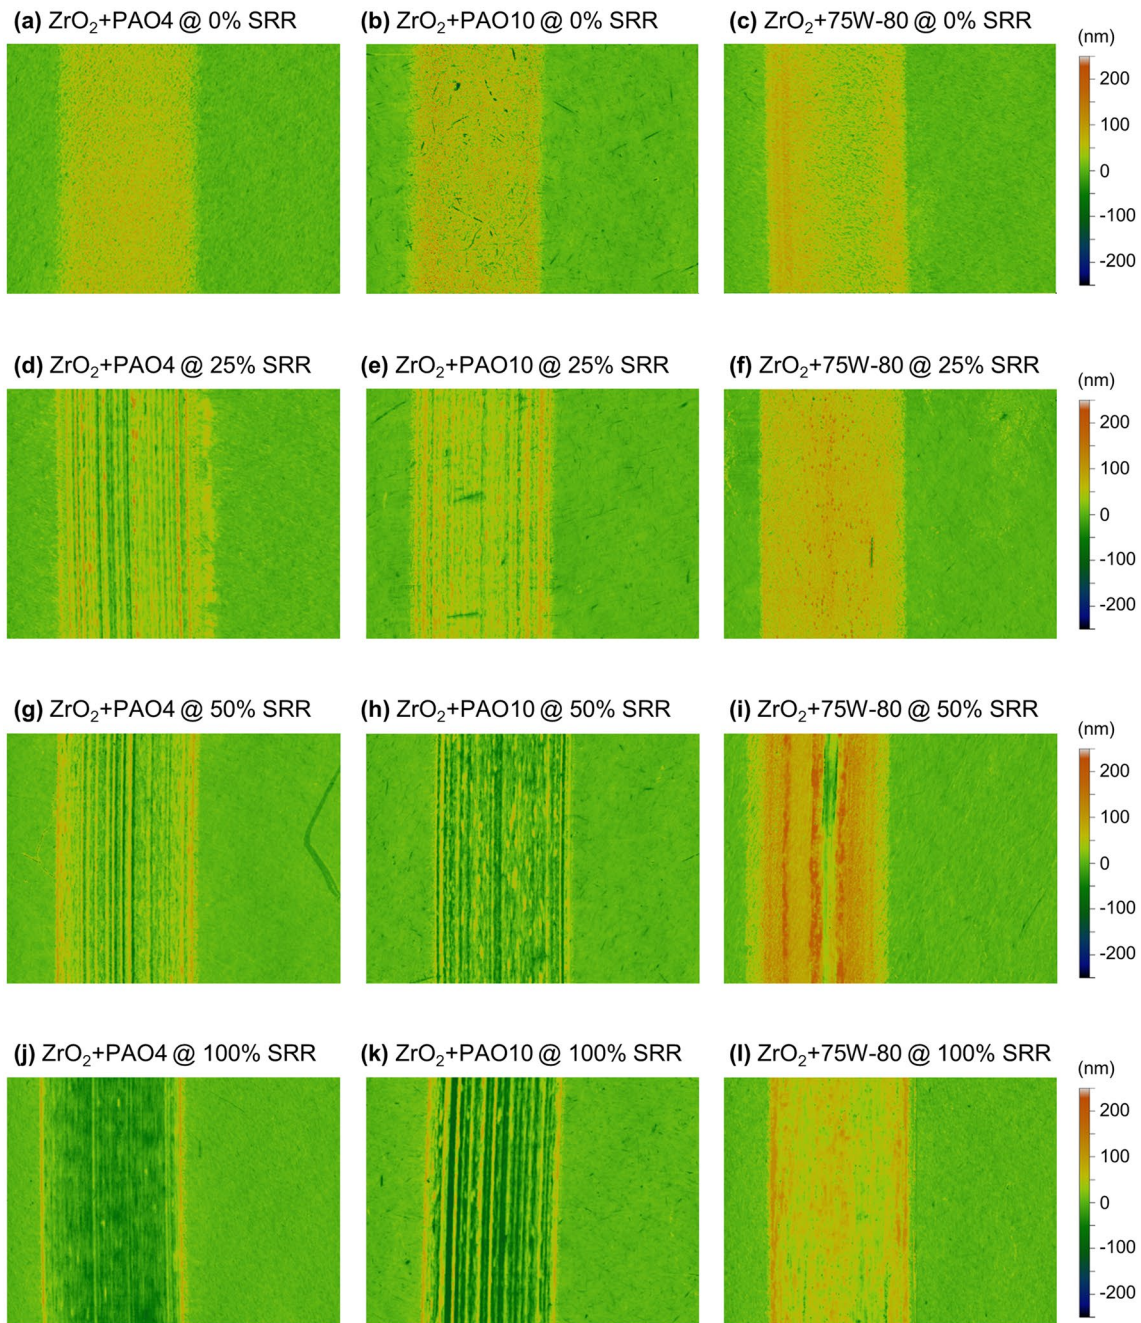 (a) ZrO₂+PAO4 @ 0% SRR
(b) ZrO₂+PAO10 @ 0% SRR
(c) ZrO₂+75W-80 @ 0% SRR
(nm)
200
100
0
-100
-200
(d) ZrO₂+PAO4 @ 25% SRR
(e) ZrO₂+PAO10 @ 25% SRR
(f) ZrO₂+75W-80 @ 25% SRR
(nm)
200
100
0
-100
-200
(g) ZrO₂+PAO4 @ 50% SRR
(h) ZrO₂+PAO10 @ 50% SRR
(i) ZrO₂+75W-80 @ 50% SRR
(nm)
200
100
0
-100
-200
(j) ZrO₂+PAO4 @ 100% SRR
(k) ZrO₂+PAO10 @ 100% SRR
(l) ZrO₂+75W-80 @ 100% SRR
(nm)
200
100
0
-100
-200